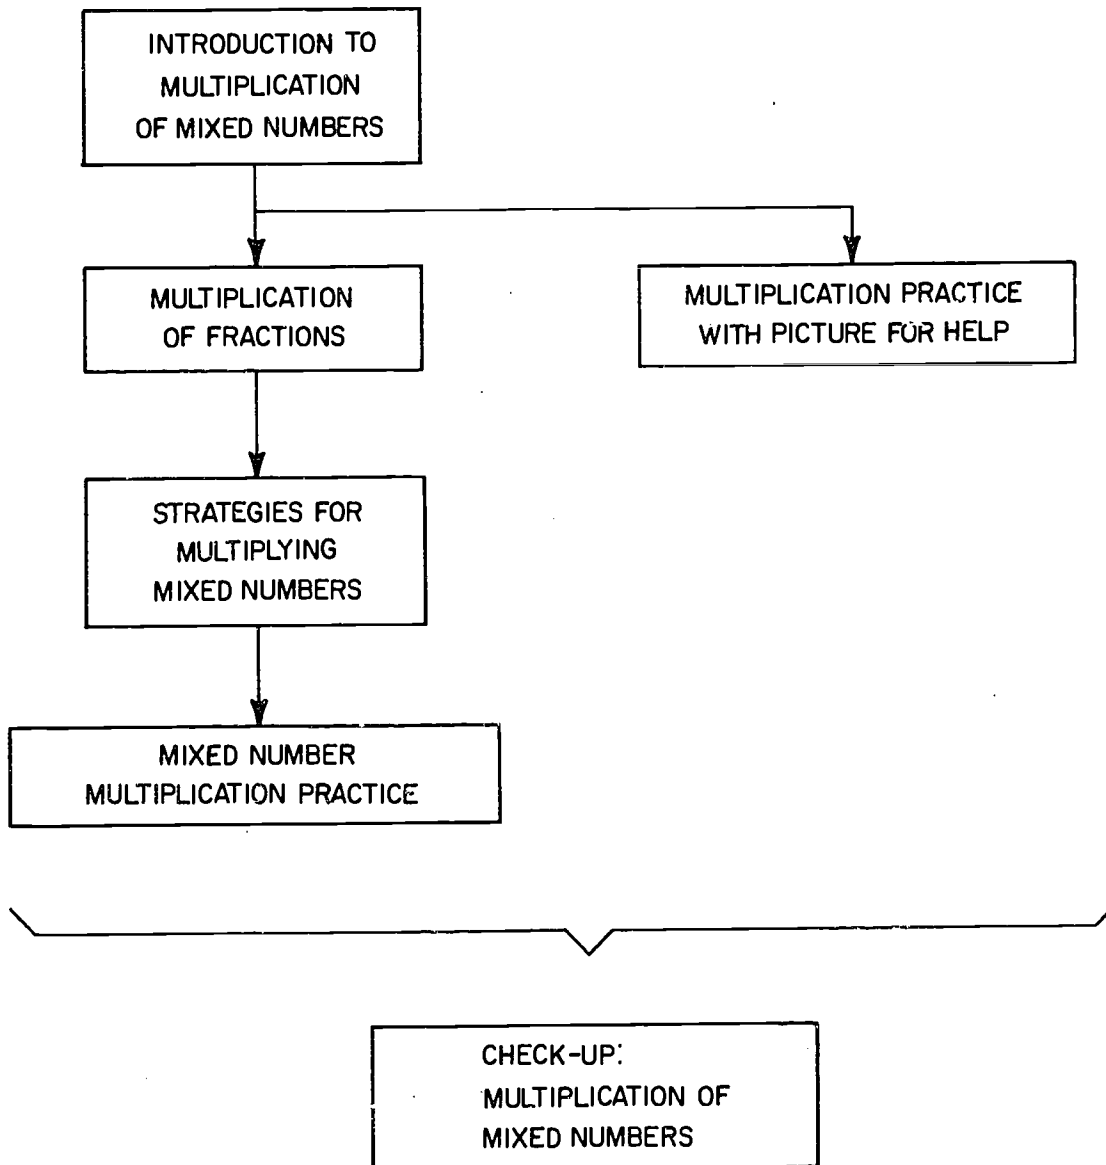 INTRODUCTION TO
MULTIPLICATION
OF MIXED NUMBERS
MULTIPLICATION
OF FRACTIONS
MULTIPLICATION PRACTICE
WITH PICTURE FOR HELP
STRATEGIES FOR
MULTIPLYING
MIXED NUMBERS
MIXED NUMBER
MULTIPLICATION PRACTICE
CHECK-UP:
MULTIPLICATION OF
MIXED NUMBERS